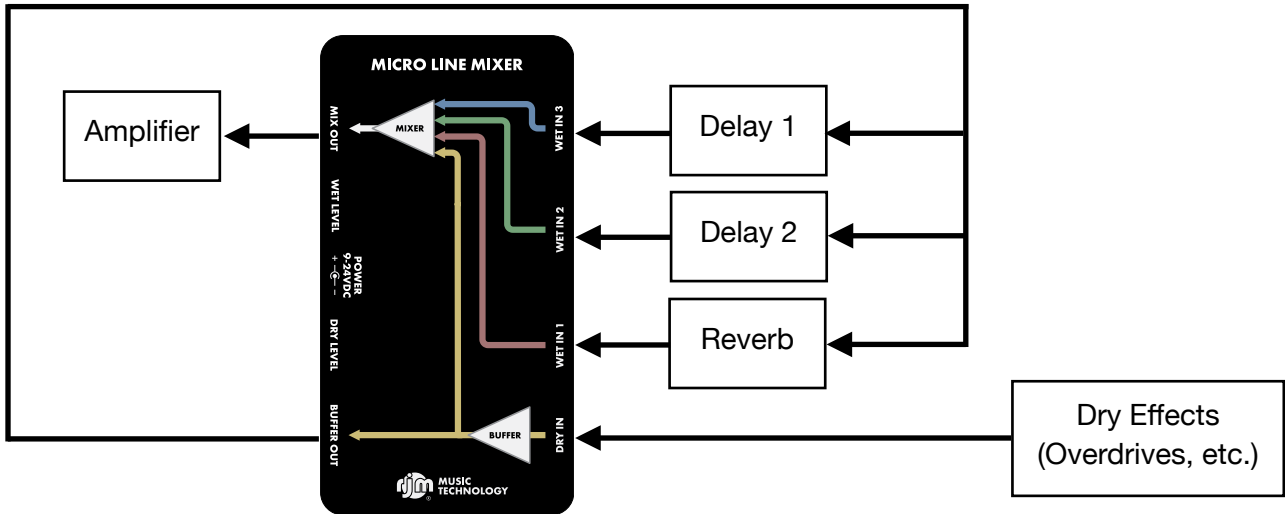 MICRO LINE MIXER
Amplifier
MIX OUT
MIXER
WET IN 3
Delay 1
WET LEVEL
WET IN 2
Delay 2
POWER
9-24VDC
+ -
DRY LEVEL
WET IN 1
Reverb
BUFFER OUT
BUFFER
DRY IN
Dry Effects
(Overdrives, etc.)
rjm MUSIC
TECHNOLOGY
®